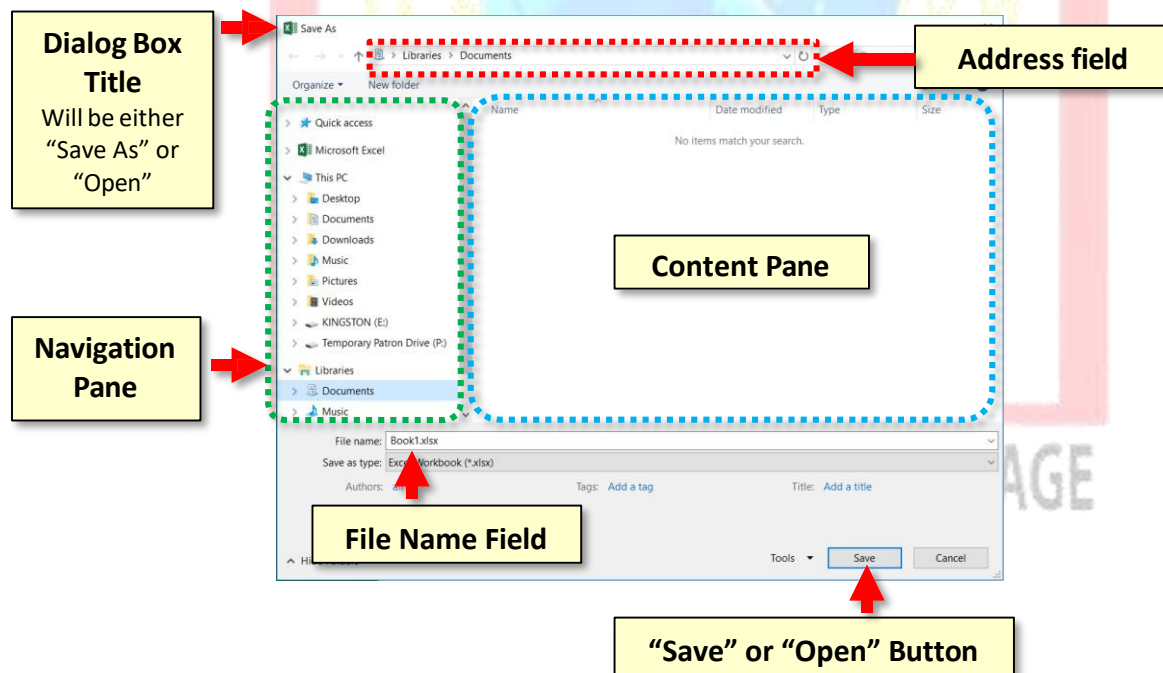 Dialog Box
Title
Will be either
“Save As” or
“Open”
Save As
Address field
> Libraries > Documents
Organize
New folder
Name
Date modified
Type
Size
No items match your search.
Quick access
Microsoft Excel
This PC
Desktop
Documents
Downloads
Music
Pictures
Videos
KINGSTON (E:)
Temporary Patron Drive (P:)
Libraries
Documents
Music
Content Pane
Navigation
Pane
File name: Book1.xlsx
Save as type: Excel Workbook (*.xlsx)
Authors:
Tags: Add a tag
Title: Add a title
AGE
File Name Field
Tools
Save
Cancel
“Save” or “Open” Button